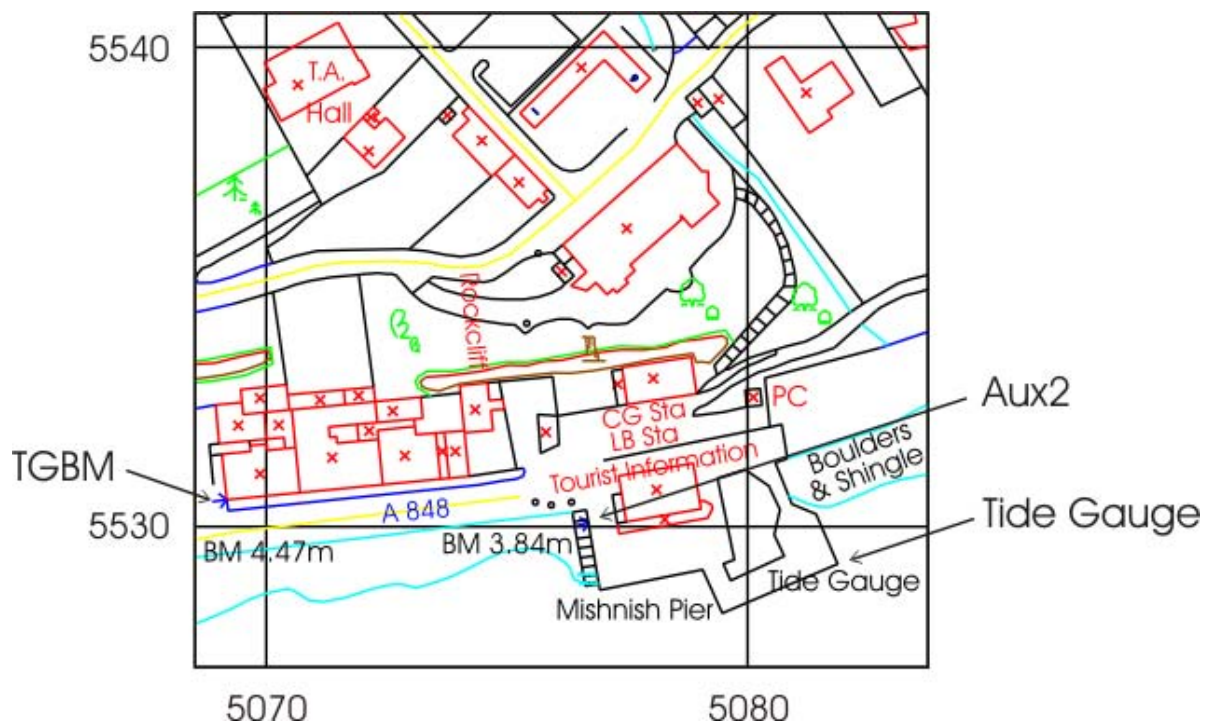 5540
T.A.
Hall
Rockcliff
PC
CG Sta
LB Sta
Aux2
TGBM
Tourist Information
Boulders
& Shingle
A 848
Tide Gauge
5530
BM 4.47m
BM 3.84m
Tide Gauge
Mishnish Pier
5070
5080